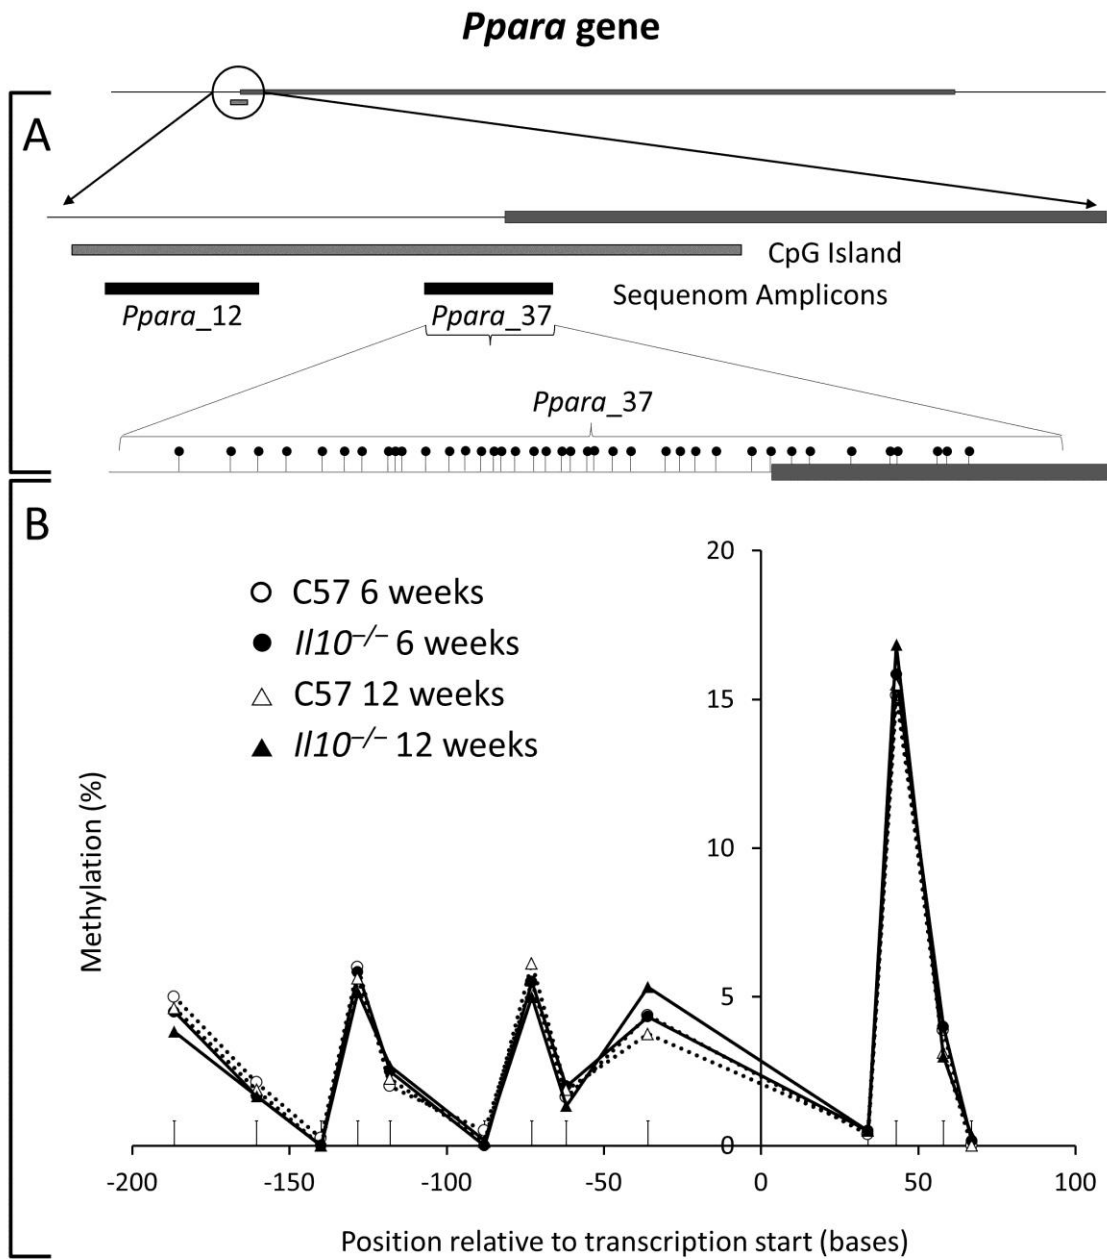 Ppara gene
A
CpG Island
Sequenom Amplicons
Ppara_12
Ppara_37
Ppara_37
B
C57 6 weeks
Il10–/– 6 weeks
C57 12 weeks
Il10–/– 12 weeks
Methylation (%)
20
15
10
5
0
-200
-150
-100
-50
0
50
100
Position relative to transcription start (bases)